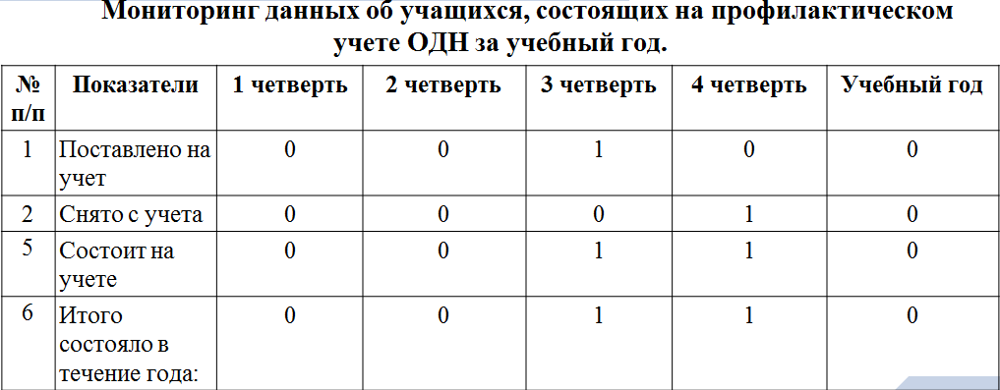 Мониторинг данных об учащихся, состоящих на профилактическом
учете ОДН за учебный год.
№ п/п Показатели 1 четверть 2 четверть 3 четверть 4 четверть Учебный год
1 Поставлено на учет 0 0 1 0 0
2 Снято с учета 0 0 0 1 0
5 Состоит на учете 0 0 1 1 0
6 Итого состояло в течение года: 0 0 1 1 0